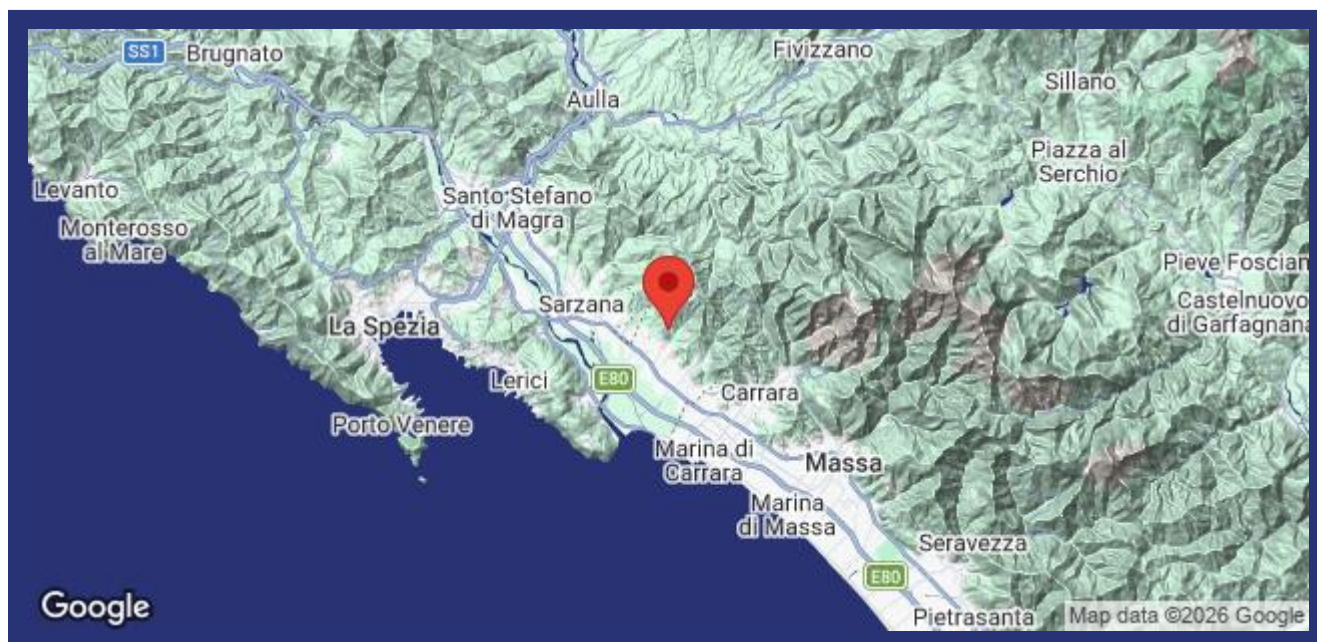 SS1
Brugnato
Fivizzano
Aulla
Sillano
Piazza al
Serchio
Levanto
Santo Stefano
di Magra
Monterosso
al Mare
Pieve Foscian
Sarzana
Castelnuovo
di Garfagnana
La Spezia
Lerici
E80
Carrara
Porto Venere
Marina di
Carrara
Massa
Marina
di Massa
Seravezza
E80
Google
Pietrasanta
Map data ©2026 Google